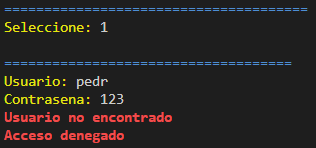 ======================================
Seleccione: 1
====================================
Usuario: pedr
Contrasena: 123
Usuario no encontrado
Acceso denegado